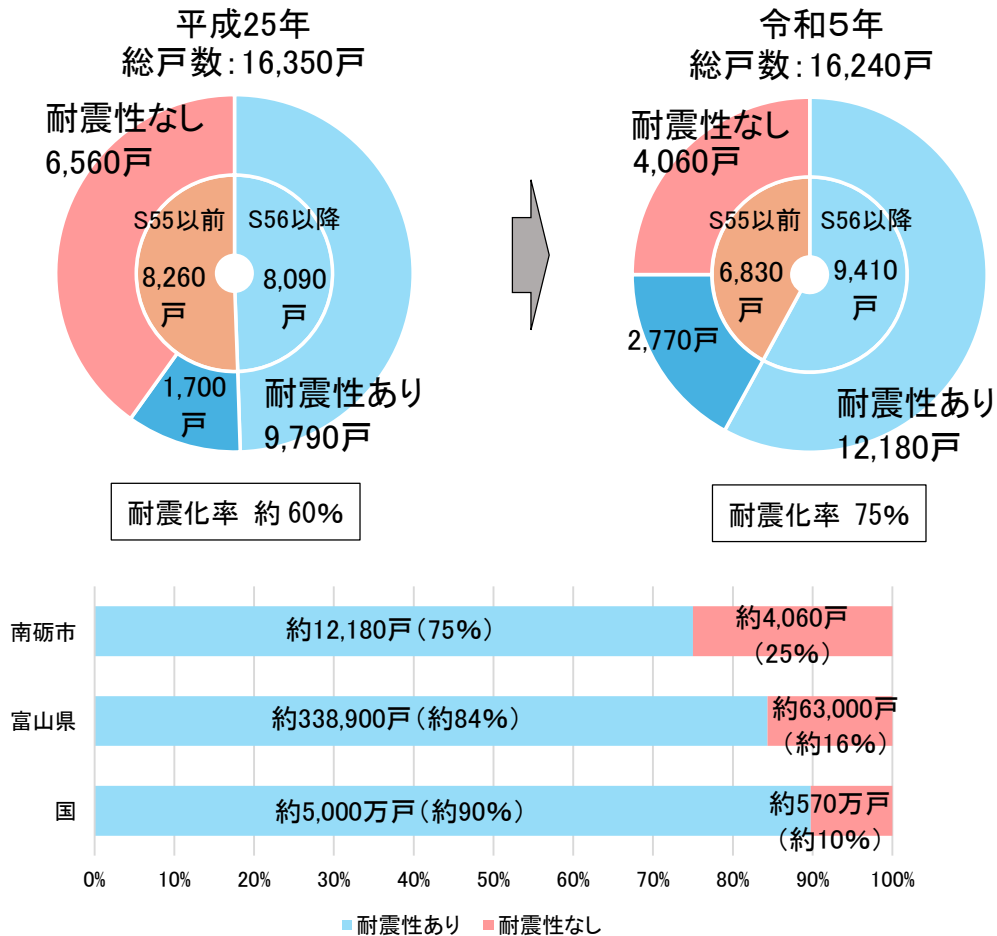 平成25年
総戸数：16,350戸
耐震性なし
6,560戸
S55以前
8,260
戸
S56以降
8,090
戸
1,700
戸
耐震性あり
9,790戸
耐震化率 約60%
令和5年
総戸数：16,240戸
耐震性なし
4,060戸
S55以前
6,830
戸
S56以降
9,410
戸
2,770戸
耐震性あり
12,180戸
耐震化率 75%
南砺市
約12,180戸（75%）
約4,060戸
（25%）
富山県
約338,900戸（約84%）
約63,000戸
（約16%）
国
約5,000万戸（約90%）
約570万戸
（約10%）
0% 10% 20% 30% 40% 50% 60% 70% 80% 90% 100%
耐震性あり 耐震性なし